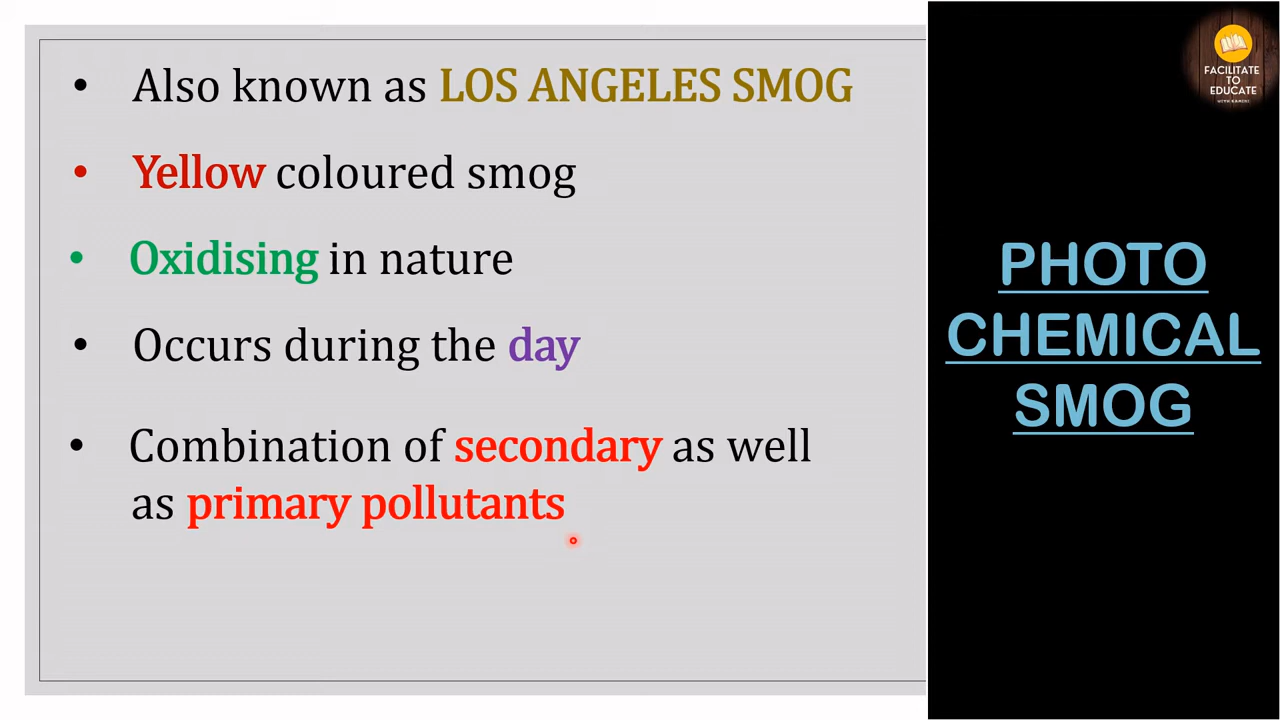 • Also known as LOS ANGELES SMOG
• Yellow coloured smog
• Oxidising in nature
• Occurs during the day
• Combination of secondary as well
as primary pollutants
FACILITATE
TO
EDUCATE
PHOTO
CHEMICAL
SMOG